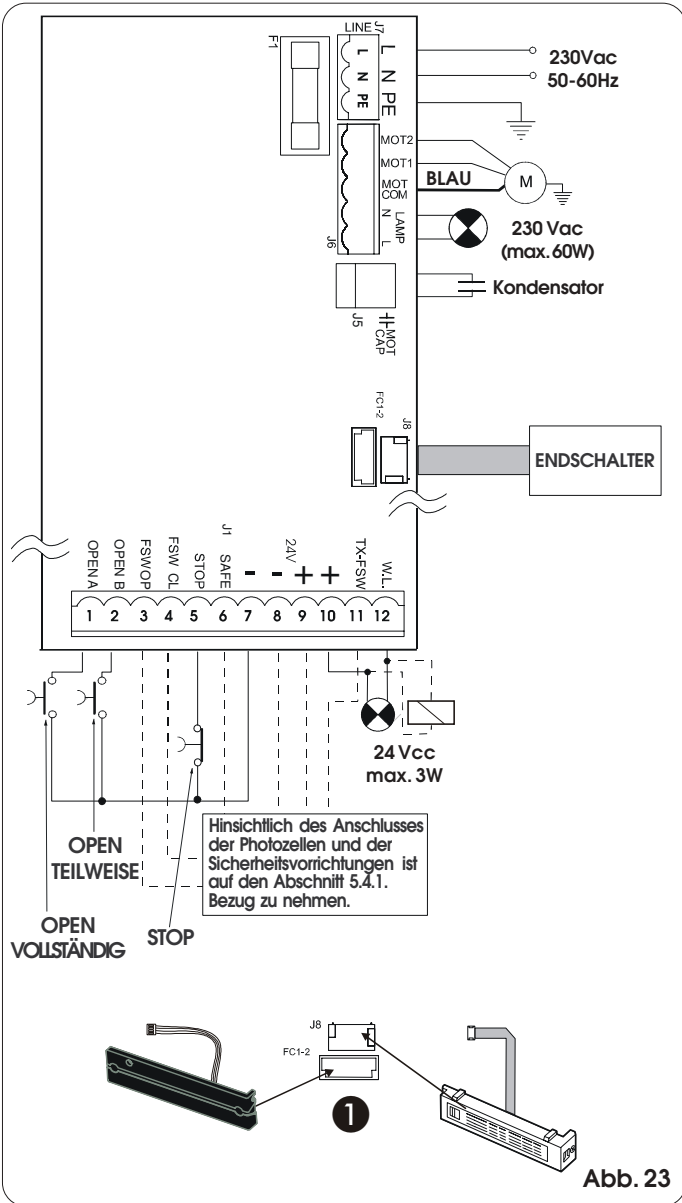 LINE J7
F1
L L
N N
PE PE
230Vac
50-60Hz
MOT2
MOT1
MOT
COM
BLAU
M
N LAMP
L
J6
230 Vac
(max. 60W)
Kondensator
J5
MOT
CAP
FC1-2
J8
ENDSCHALTER
OPEN A
OPEN B
FSW OP
FSW CL
STOP
J1 SAFE
-
-
24V
+
+
TX-FSW
W.L.
1 2 3 4 5 6 7 8 9 10 11 12
24 Vcc
max. 3W
Hinsichtlich des Anschlusses
der Photozellen und der
Sicherheitsvorrichtungen ist
auf den Abschnitt 5.4.1.
Bezug zu nehmen.
OPEN
TEILWEISE
OPEN
VOLLSTÄNDIG
STOP
J8
FC1-2
1
Abb. 23